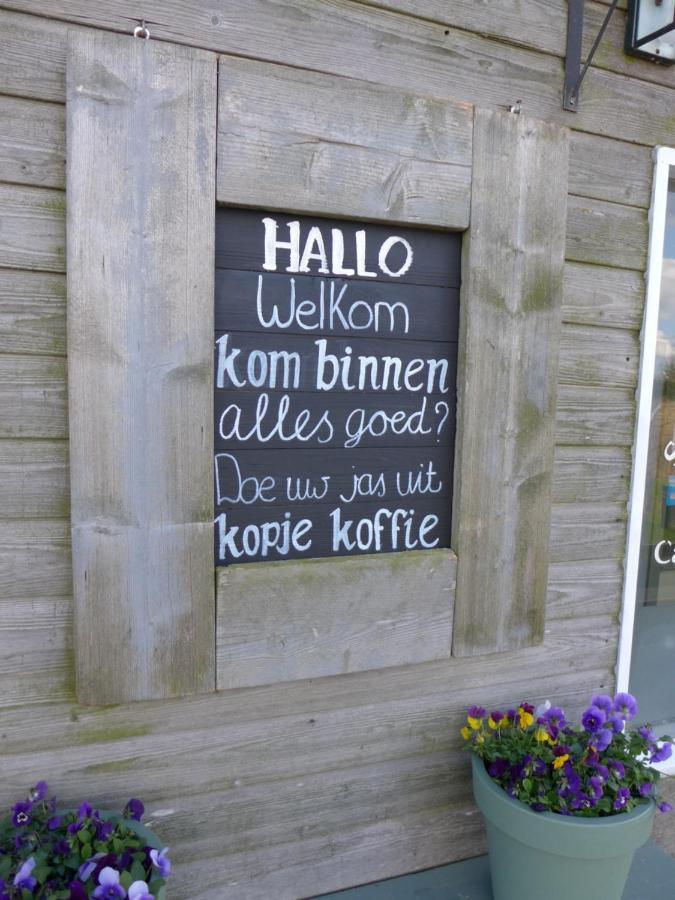 HALLO
Welkom
kom binnen
alles goed?
Doe uw jas uit
kopje koffie